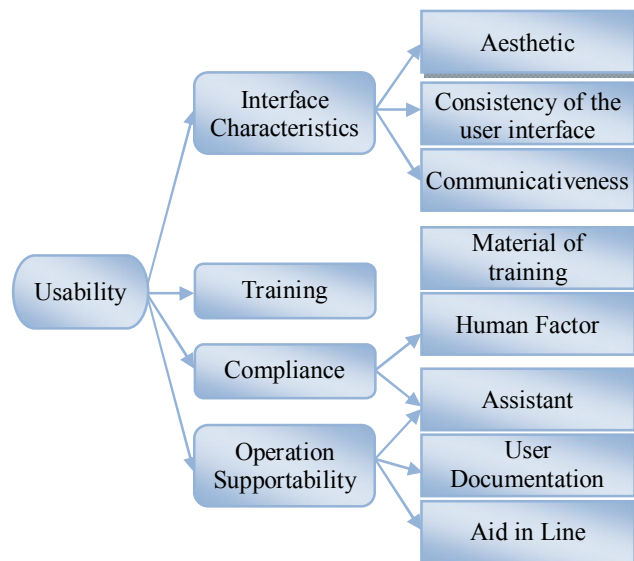 Usability
Interface
Characteristics
Training
Compliance
Operation
Supportability
Aesthetic
Consistency of the
user interface
Communicativeness
Material of
training
Human Factor
Assistant
User
Documentation
Aid in Line